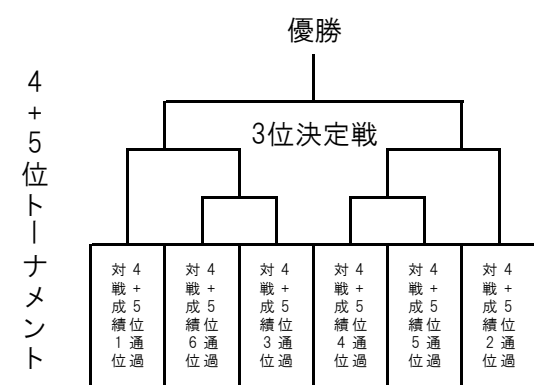 優勝
3位決定戦
4+5位トーナメント
4+5位通過
対戦成績1位
4+5位通過
対戦成績6位
4+5位通過
対戦成績3位
4+5位通過
対戦成績4位
4+5位通過
対戦成績5位
4+5位通過
対戦成績2位